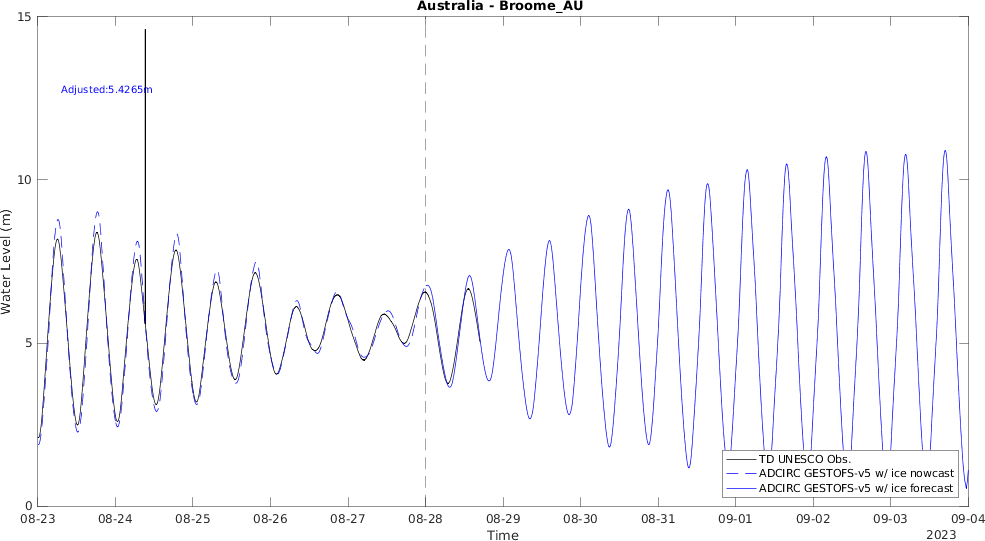 Australia - Broome_AU
15
Adjusted:5.4265m
10
Water Level (m)
5
TD UNESCO Obs.
ADCIRC GESTOFS-v5 w/ ice nowcast
ADCIRC GESTOFS-v5 w/ ice forecast
0
08-23 08-24 08-25 08-26 08-27 08-28 08-29 08-30 08-31 09-01 09-02 09-03 09-04
Time
2023